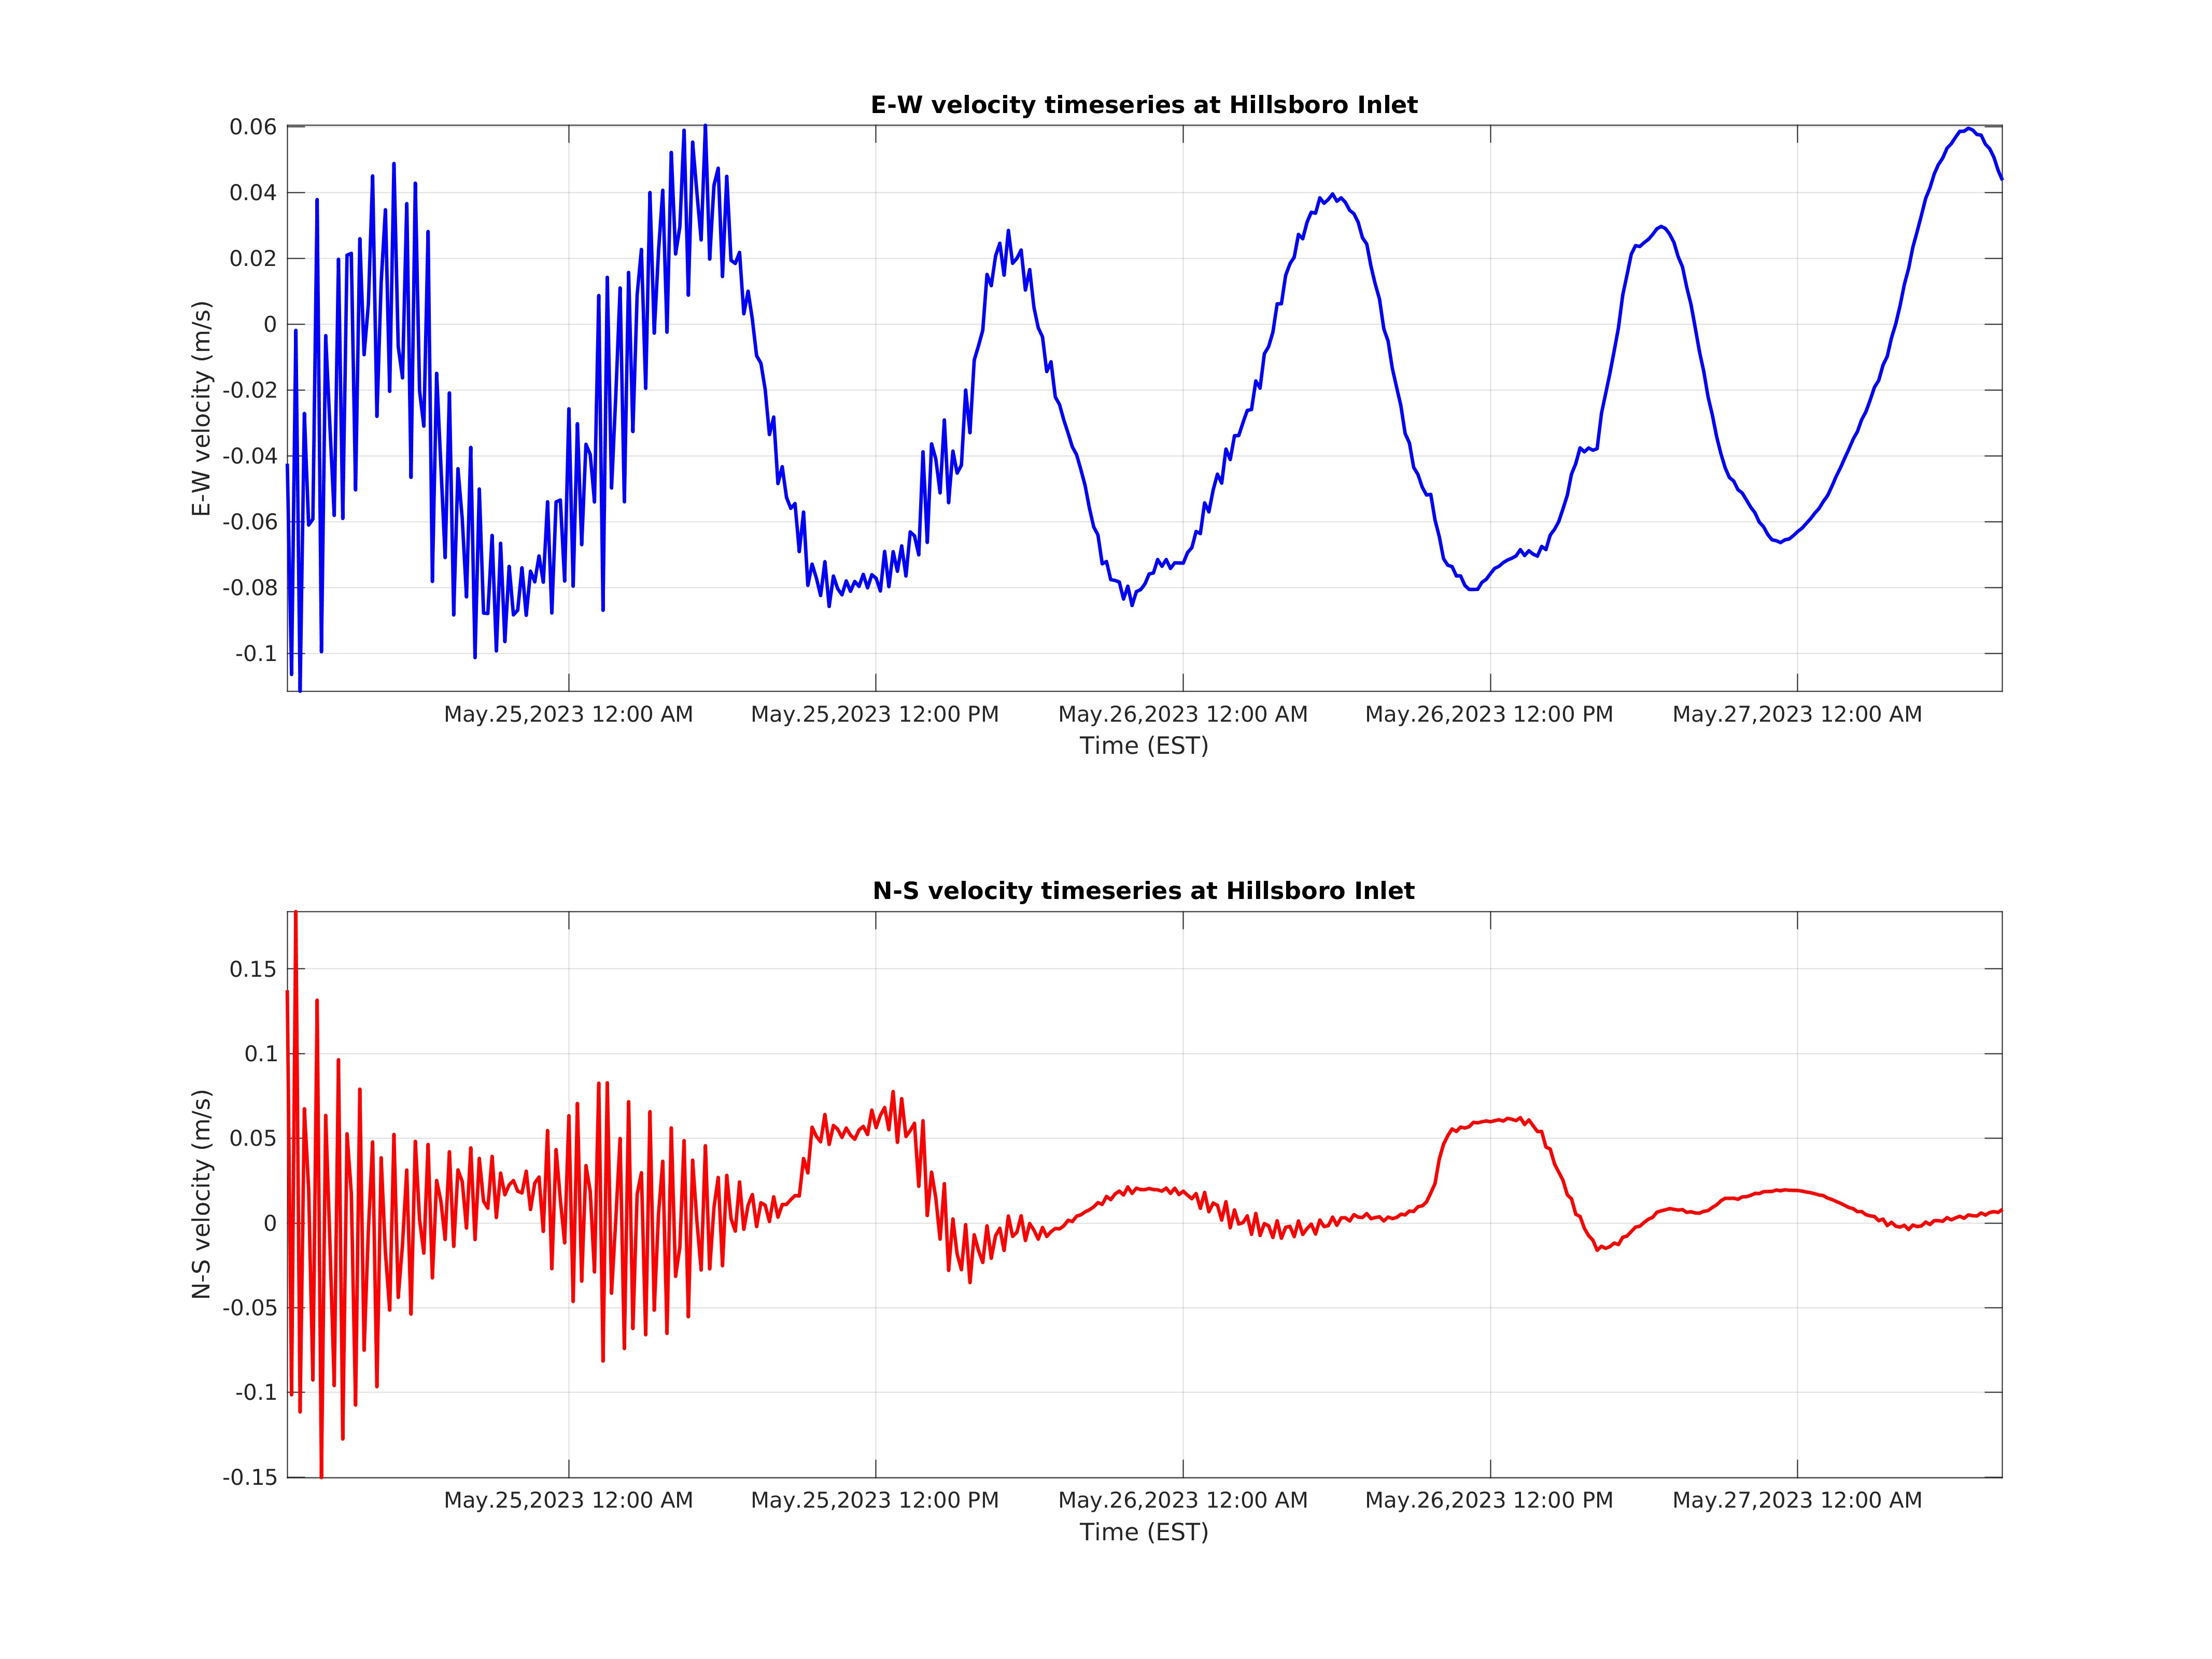 E-W velocity timeseries at Hillsboro Inlet
0.06
0.04
0.02
0
-0.02
-0.04
-0.06
-0.08
-0.1
E-W velocity (m/s)
May.25,2023 12:00 AM May.25,2023 12:00 PM May.26,2023 12:00 AM May.26,2023 12:00 PM May.27,2023 12:00 AM
Time (EST)
N-S velocity timeseries at Hillsboro Inlet
0.15
0.1
0.05
0
-0.05
-0.1
-0.15
N-S velocity (m/s)
May.25,2023 12:00 AM May.25,2023 12:00 PM May.26,2023 12:00 AM May.26,2023 12:00 PM May.27,2023 12:00 AM
Time (EST)